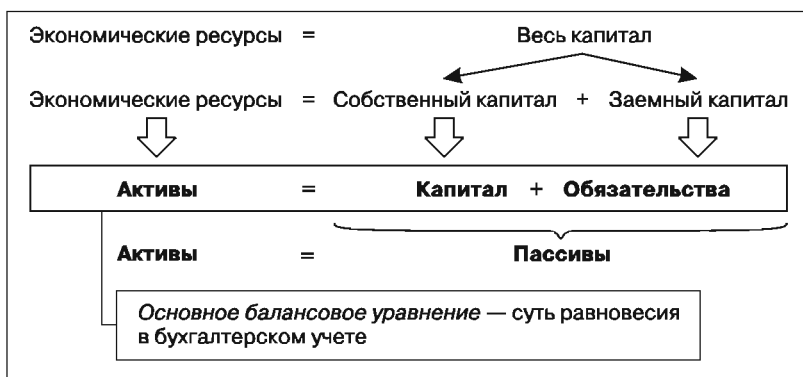 Экономические ресурсы = Весь капитал
Экономические ресурсы = Собственный капитал + Заемный капитал
Активы = Капитал + Обязательства
Активы = Пассивы
Основное балансовое уравнение — суть равновесия
в бухгалтерском учете